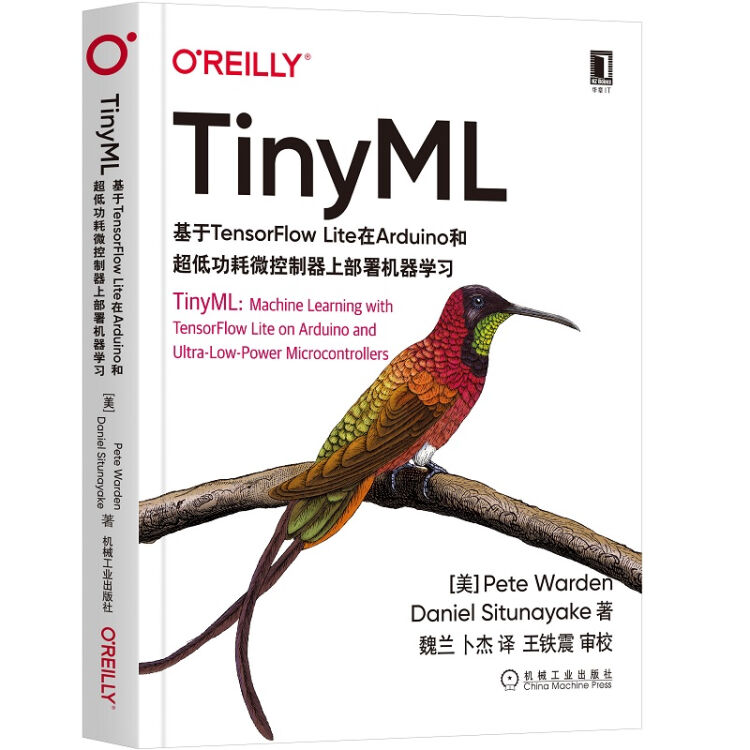 TinyML
基于TensorFlow Lite在Arduino和
超低功耗微控制器上部署机器学习
[美]
Pete Warden
Daniel Situnayake
著
机械工业出版社
O'REILLY®
O'REILLY®
华章IT
TinyML
基于TensorFlow Lite在Arduino和
超低功耗微控制器上部署机器学习
TinyML: Machine Learning with
TensorFlow Lite on Arduino and
Ultra-Low-Power Microcontrollers
[美] Pete Warden
Daniel Situnayake 著
魏兰 卜杰 译 王铁震 审校
机械工业出版社
China Machine Press